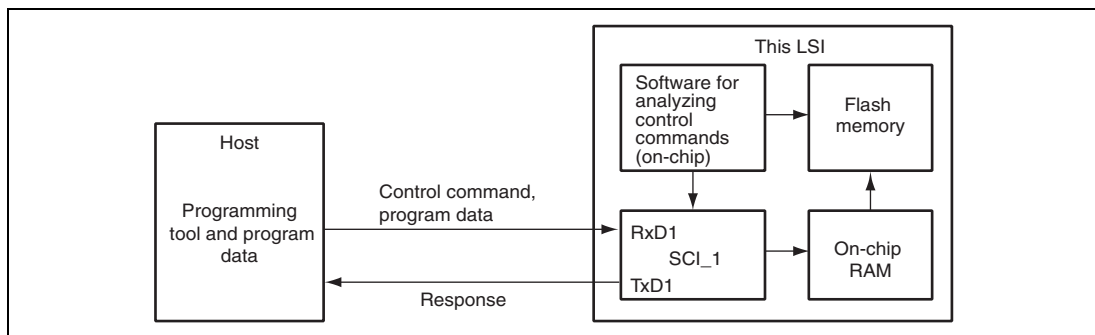 This LSI
Software for
analyzing
control
commands
(on-chip)
Flash
memory
Host
Programming
tool and program
data
Control command,
program data
RxD1
SCI_1
TxD1
On-chip
RAM
Response